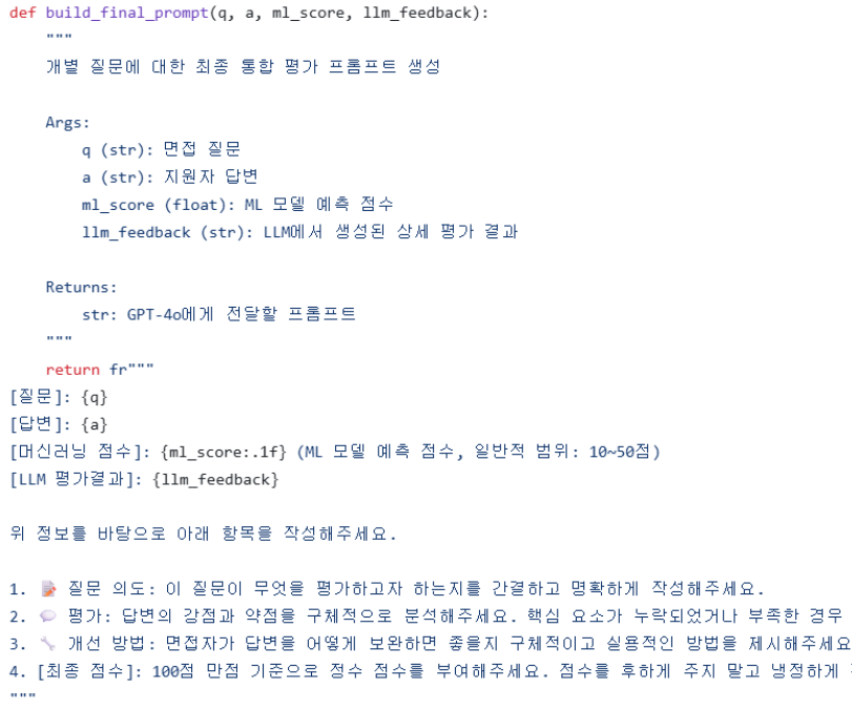 def build_final_prompt(q, a, ml_score, llm_feedback):
"""
개별 질문에 대한 최종 통합 평가 프롬프트 생성
Args:
q (str): 면접 질문
a (str): 지원자 답변
ml_score (float): ML 모델 예측 점수
llm_feedback (str): LLM에서 생성된 상세 평가 결과
Returns:
str: GPT-4o에게 전달할 프롬프트
"""
return fr"""
[질문]: {q}
[답변]: {a}
[머신러닝 점수]: {ml_score:.1f} (ML 모델 예측 점수, 일반적 범위: 10~50점)
[LLM 평가결과]: {llm_feedback}
위 정보를 바탕으로 아래 항목을 작성해주세요.
1. 📝 질문 의도: 이 질문이 무엇을 평가하고자 하는지를 간결하고 명확하게 작성해주세요.
2. 💬 평가: 답변의 강점과 약점을 구체적으로 분석해주세요. 핵심 요소가 누락되었거나 부족한 경우
3. 🔧 개선 방법: 면접자가 답변을 어떻게 보완하면 좋을지 구체적이고 실용적인 방법을 제시해주세요
4. [최종 점수]: 100점 만점 기준으로 정수 점수를 부여해주세요. 점수를 후하게 주지 말고 냉정하게
"""